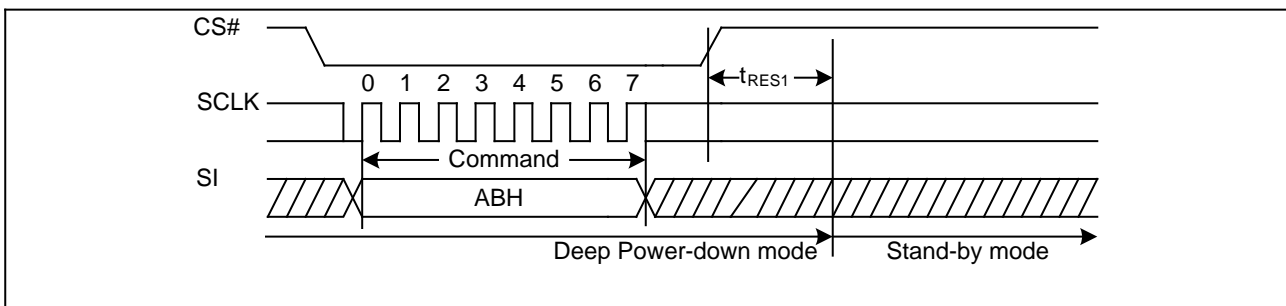 CS#
0 1 2 3 4 5 6 7
tRES1
SCLK
Command
SI
ABH
Deep Power-down mode Stand-by mode